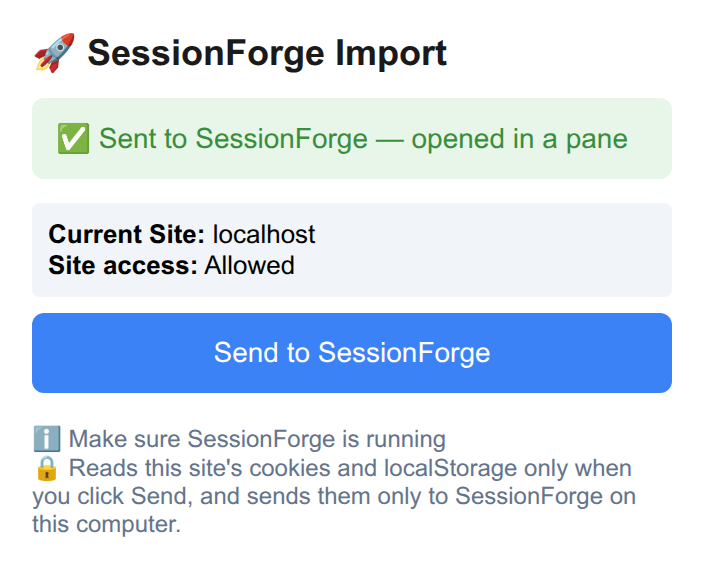 🚀 SessionForge Import
✅ Sent to SessionForge — opened in a pane
Current Site: localhost
Site access: Allowed
Send to SessionForge
ℹ️ Make sure SessionForge is running
🔒 Reads this site's cookies and localStorage only when
you click Send, and sends them only to SessionForge on
this computer.